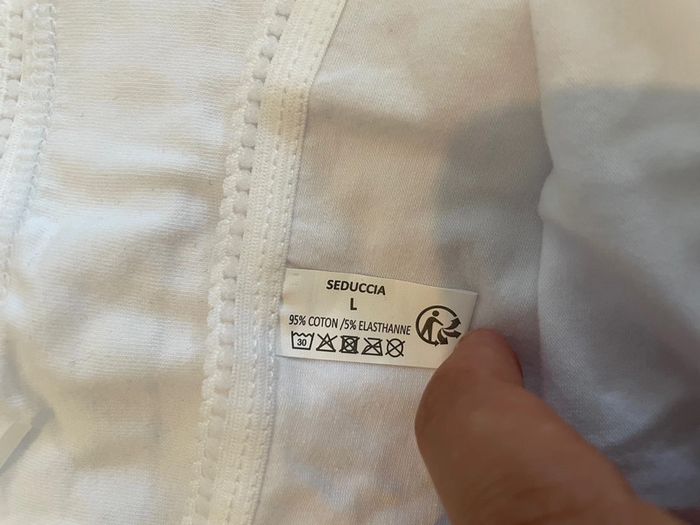 SEDUCCIA
L
95% COTON /5% ELASTHANNE
30